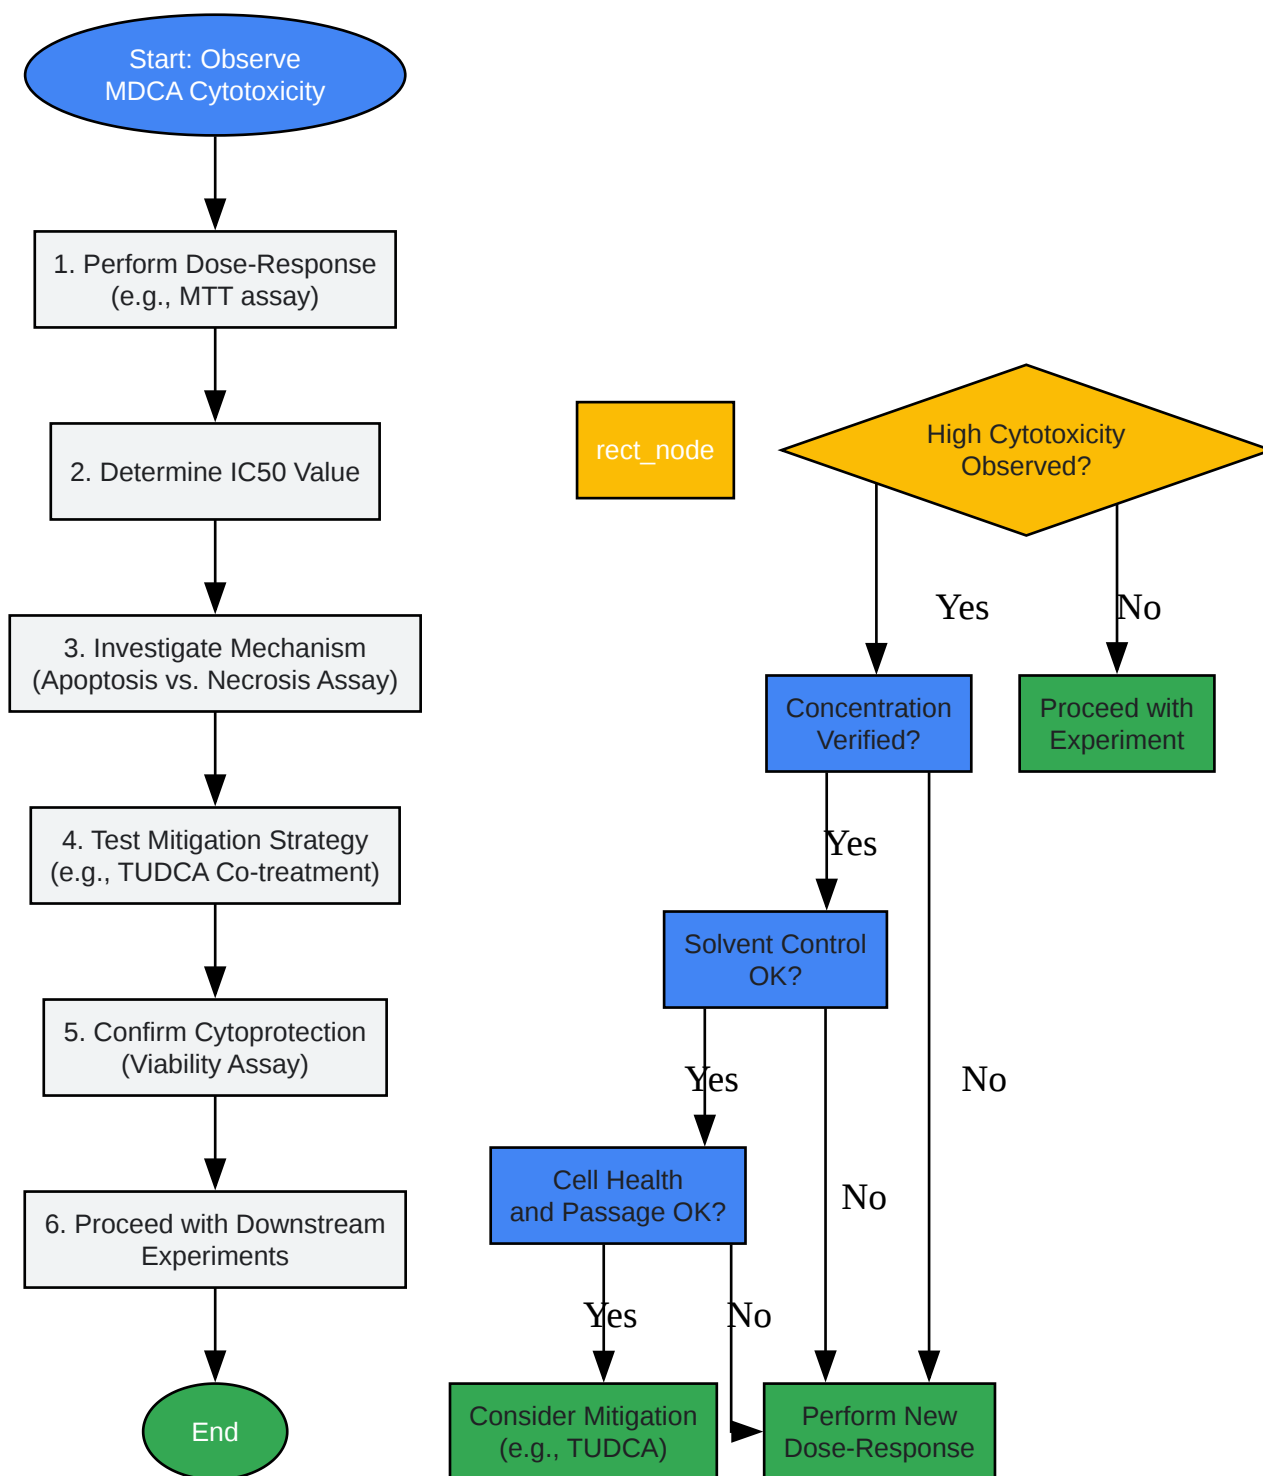 Start: Observe
MDCA Cytotoxicity
1. Perform Dose-Response
(e.g., MTT assay)
2. Determine IC50 Value
3. Investigate Mechanism
(Apoptosis vs. Necrosis Assay)
4. Test Mitigation Strategy
(e.g., TUDCA Co-treatment)
5. Confirm Cytoprotection
(Viability Assay)
6. Proceed with Downstream
Experiments
End
rect_node
High Cytotoxicity
Observed?
Yes
No
Concentration
Verified?
Proceed with
Experiment
Yes
Solvent Control
OK?
Yes
No
Cell Health
and Passage OK?
No
Yes
No
Consider Mitigation
(e.g., TUDCA)
Perform New
Dose-Response